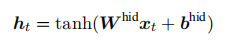 h_t = tanh(W^hid x_t + b^hid)